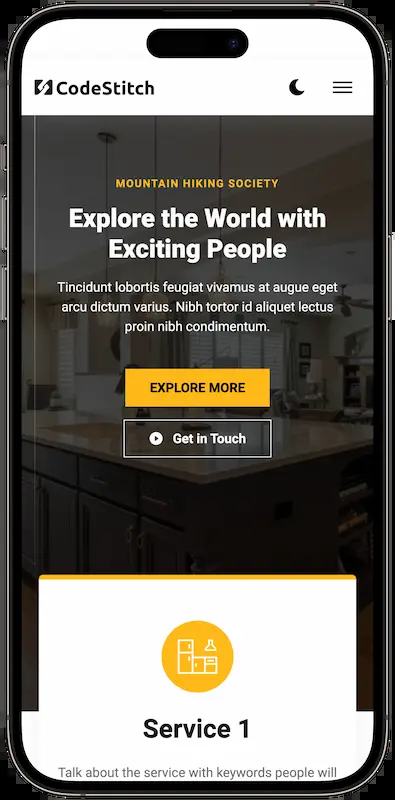 CodeStitch
MOUNTAIN HIKING SOCIETY
Explore the World with
Exciting People
Tincidunt lobortis feugiat vivamus at augue eget
arcu dictum varius. Nibh tortor id aliquet lectus
proin nibh condimentum.
EXPLORE MORE
Get in Touch
Service 1
Talk about the service with keywords people will